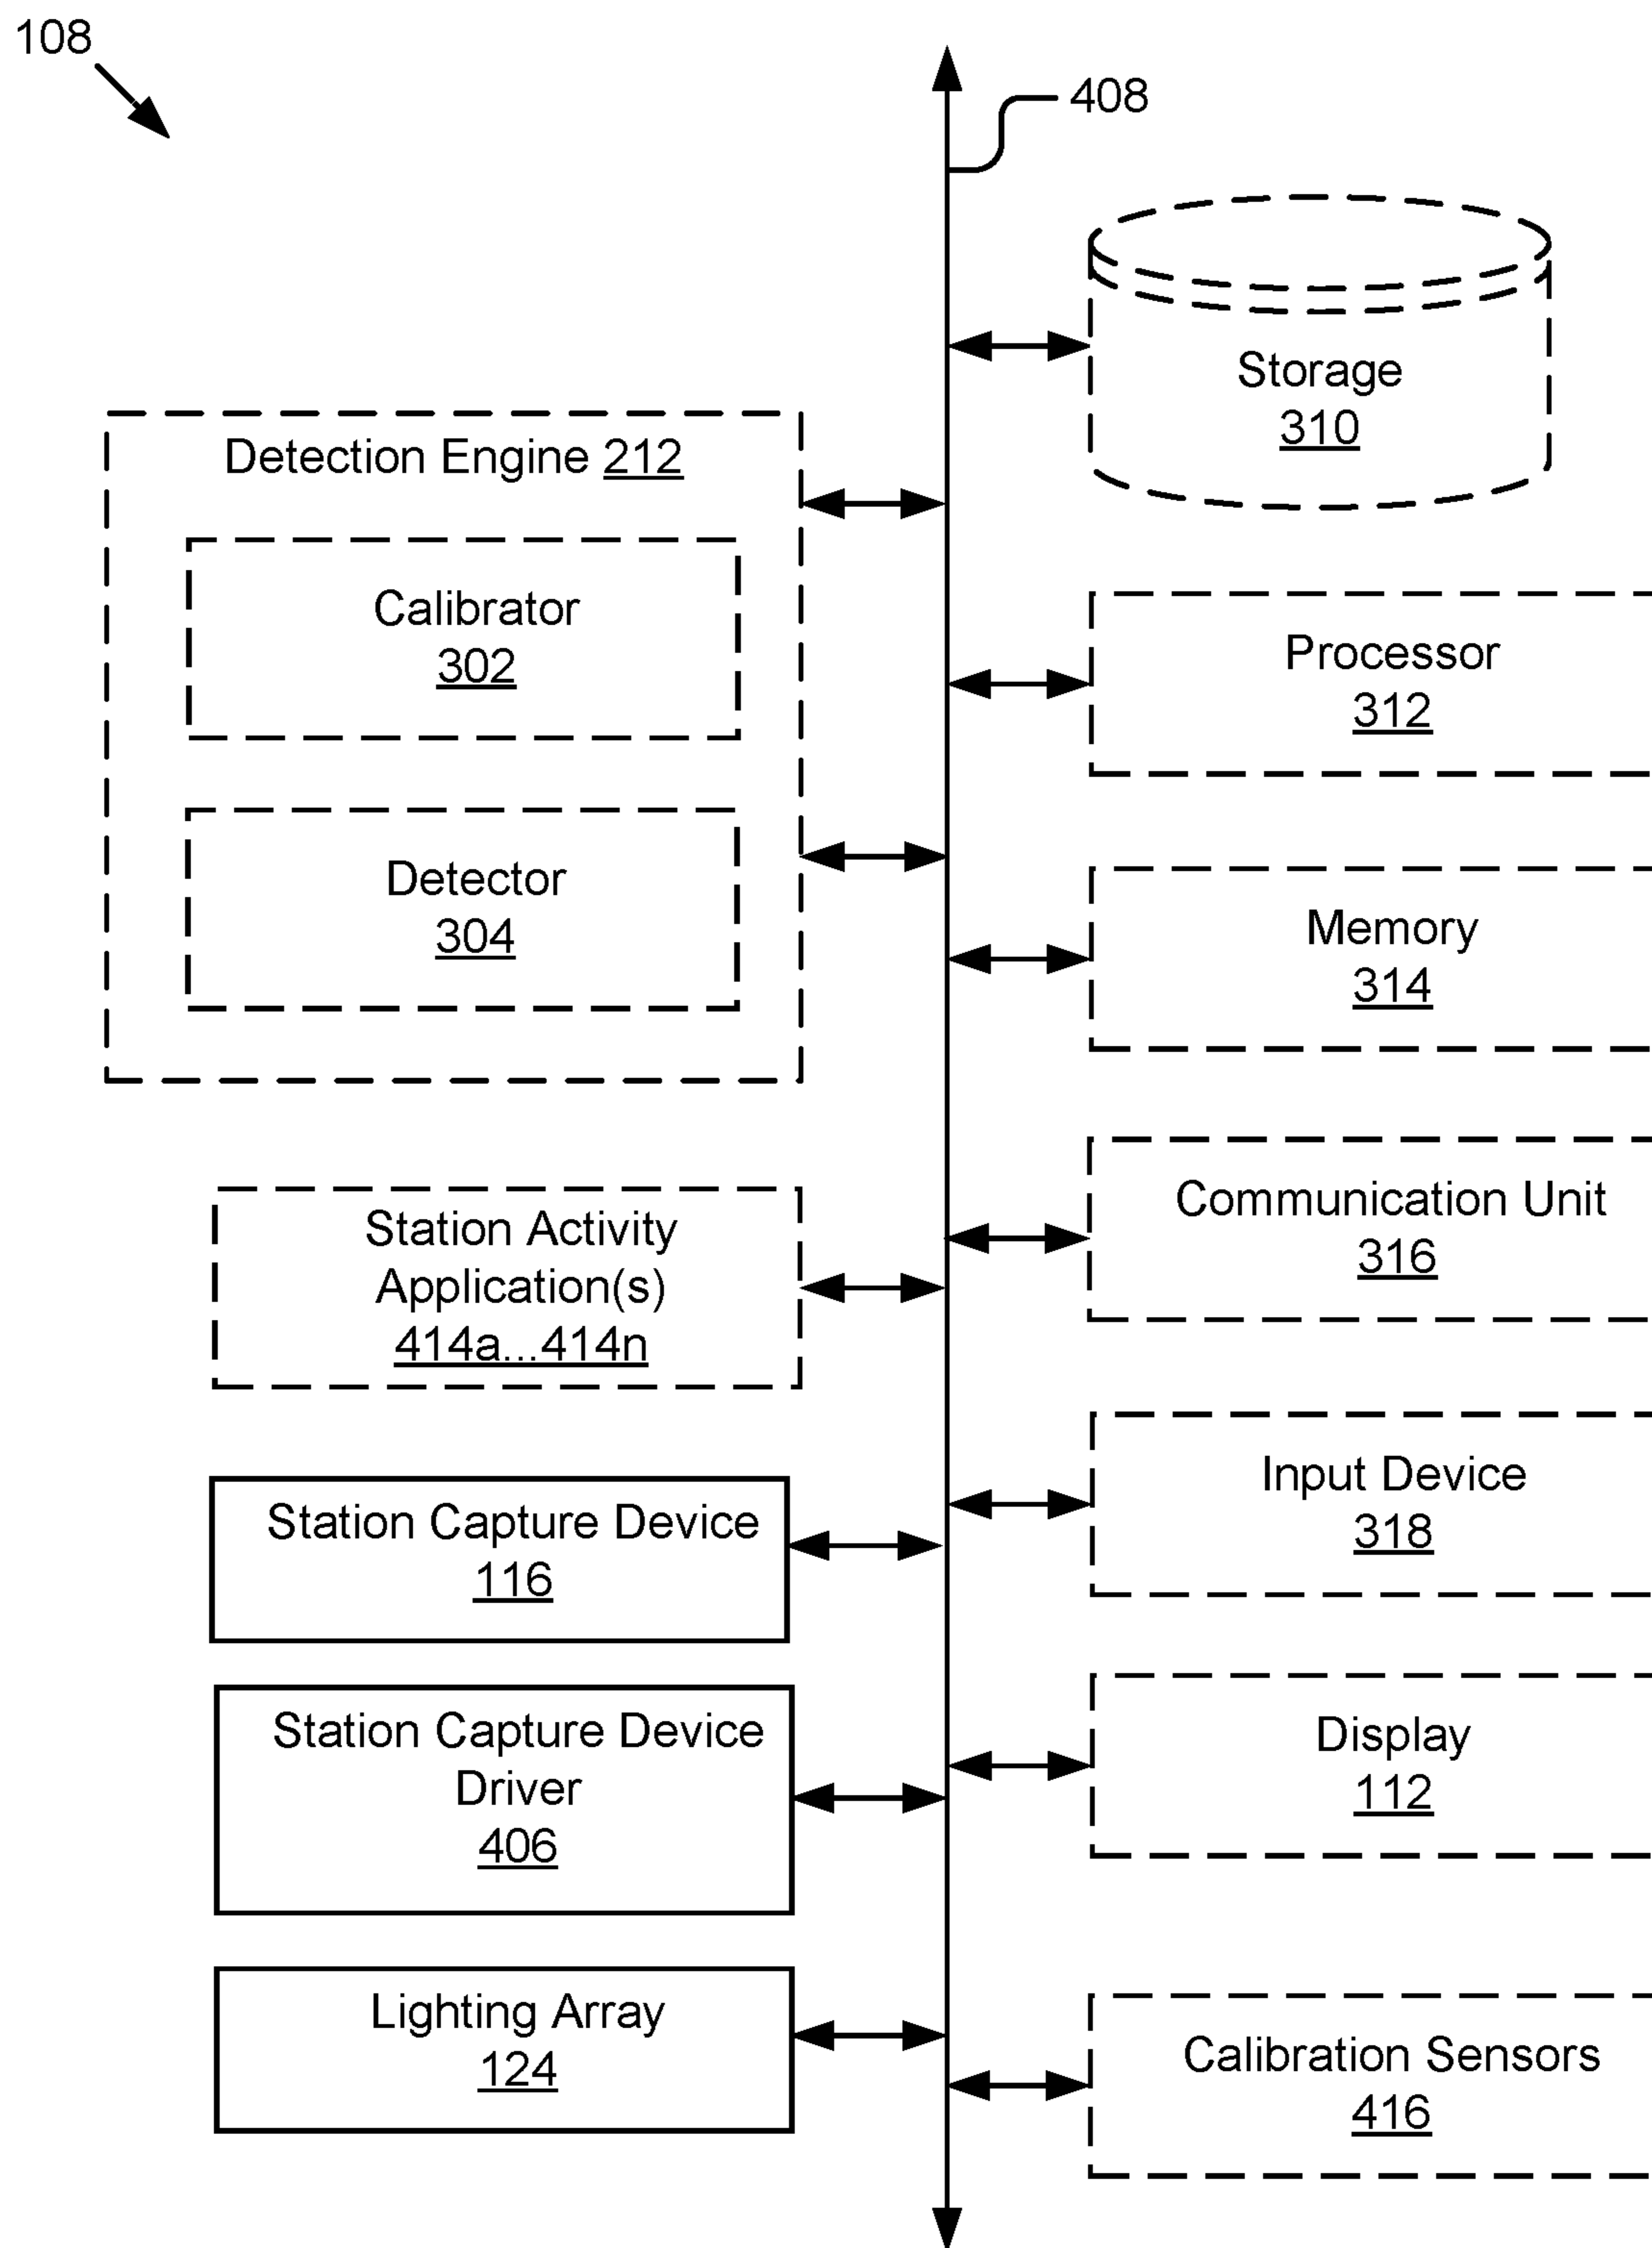 108
408
Storage
310
Detection Engine 212
Calibrator
302
Detector
304
Processor
312
Memory
314
Communication Unit
316
Station Activity
Application(s)
414a...414n
Input Device
318
Station Capture Device
116
Station Capture Device
Driver
406
Display
112
Lighting Array
124
Calibration Sensors
416